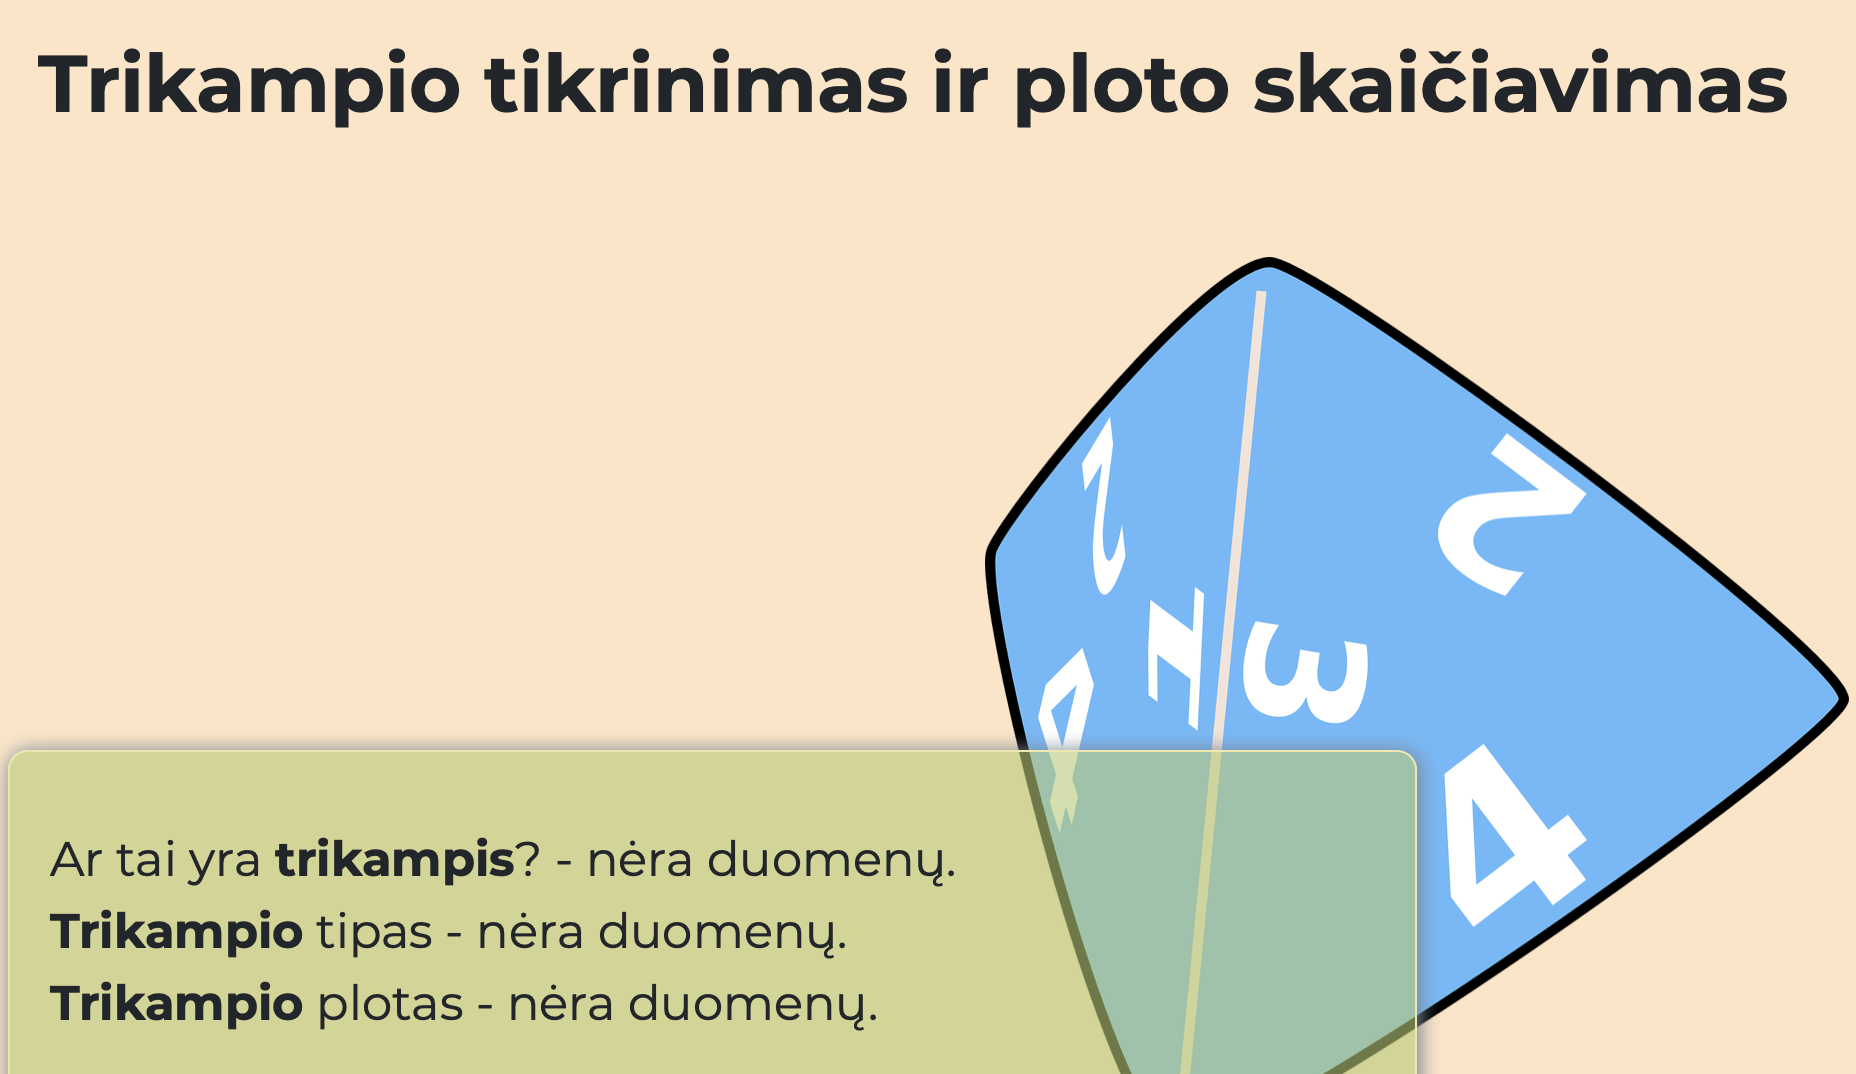 Trikampio tikrinimas ir ploto skaičiavimas
2
2
1
3
4
4
Ar tai yra trikampis? - nėra duomenų.
Trikampio tipas - nėra duomenų.
Trikampio plotas - nėra duomenų.